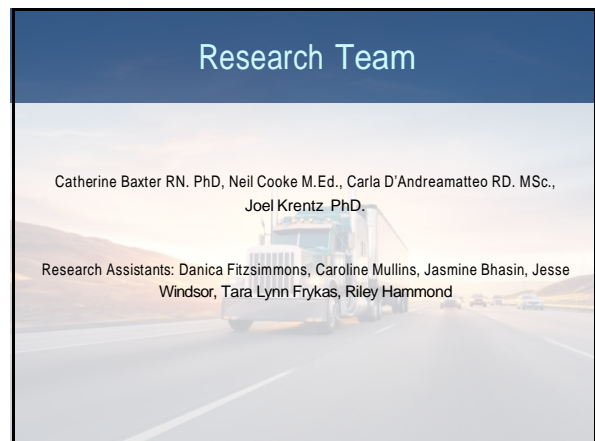 Research Team
Catherine Baxter RN. PhD, Neil Cooke M.Ed., Carla D'Andreamatteo RD. MSc.,
Joel Krentz PhD.
Research Assistants: Danica Fitzsimmons, Caroline Mullins, Jasmine Bhasin, Jesse
Windsor, Tara Lynn Frykas, Riley Hammond